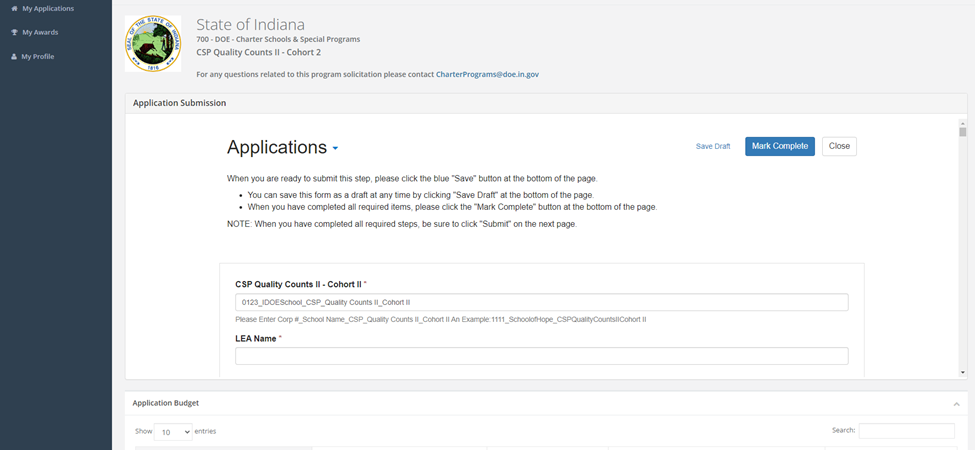 My Applications
My Awards
My Profile
SEAL OF THE STATE OF INDIANA
1816
State of Indiana
700 - DOE - Charter Schools & Special Programs
CSP Quality Counts II - Cohort 2
For any questions related to this program solicitation please contact CharterPrograms@doe.in.gov
Application Submission
Applications
Save Draft
Mark Complete
Close
When you are ready to submit this step, please click the blue "Save" button at the bottom of the page.
• You can save this form as a draft at any time by clicking "Save Draft" at the bottom of the page.
• When you have completed all required items, please click the "Mark Complete" button at the bottom of the page.
NOTE: When you have completed all required steps, be sure to click "Submit" on the next page.
CSP Quality Counts II - Cohort II *
0123_IDOESchool_CSP_Quality Counts II_Cohort II
Please Enter Corp #_School Name_CSP_Quality Counts II_Cohort II An Example:1111_SchoolofHope_CSPQualityCountsIICohort II
LEA Name *
Application Budget
Show 10 entries
Search: